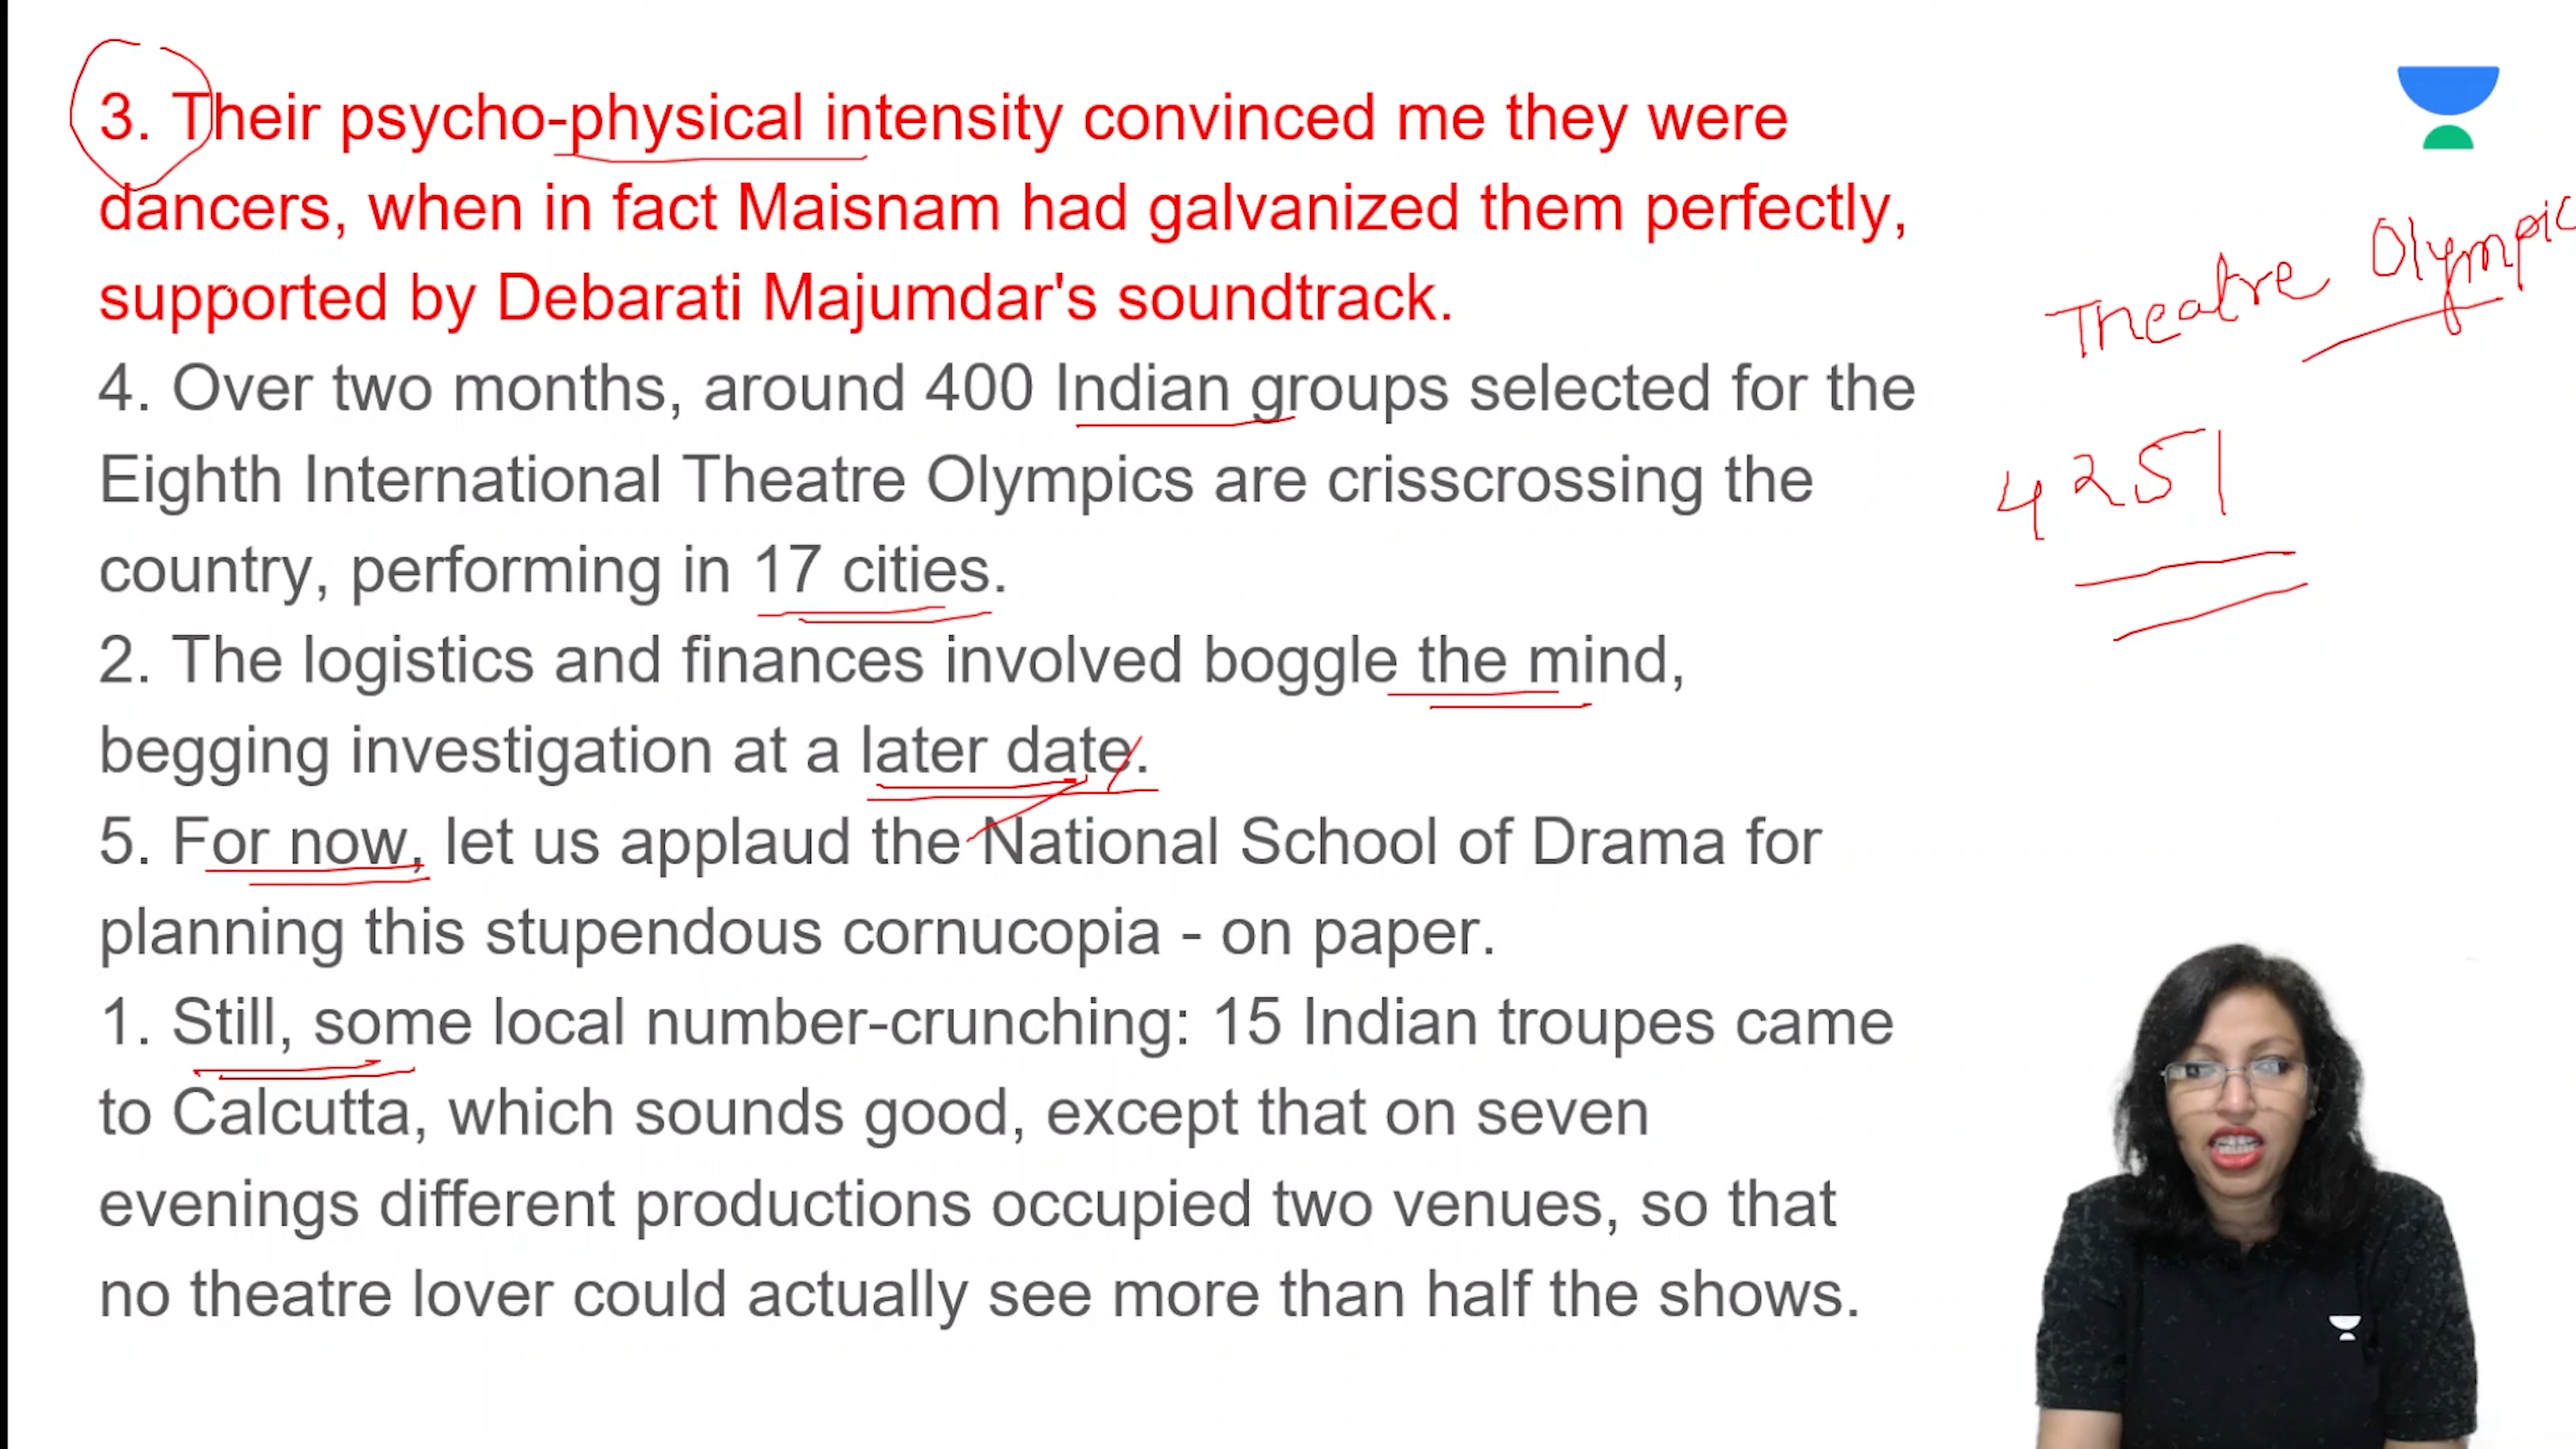 3. Their psycho-physical intensity convinced me they were
dancers, when in fact Maisnam had galvanized them perfectly,
supported by Debarati Majumdar's soundtrack.
4. Over two months, around 400 Indian groups selected for the
Eighth International Theatre Olympics are crisscrossing the
country, performing in 17 cities.
2. The logistics and finances involved boggle the mind,
begging investigation at a later date.
5. For now, let us applaud the National School of Drama for
planning this stupendous cornucopia - on paper.
1. Still, some local number-crunching: 15 Indian troupes came
to Calcutta, which sounds good, except that on seven
evenings different productions occupied two venues, so that
no theatre lover could actually see more than half the shows.
Theatre Olympic
4251